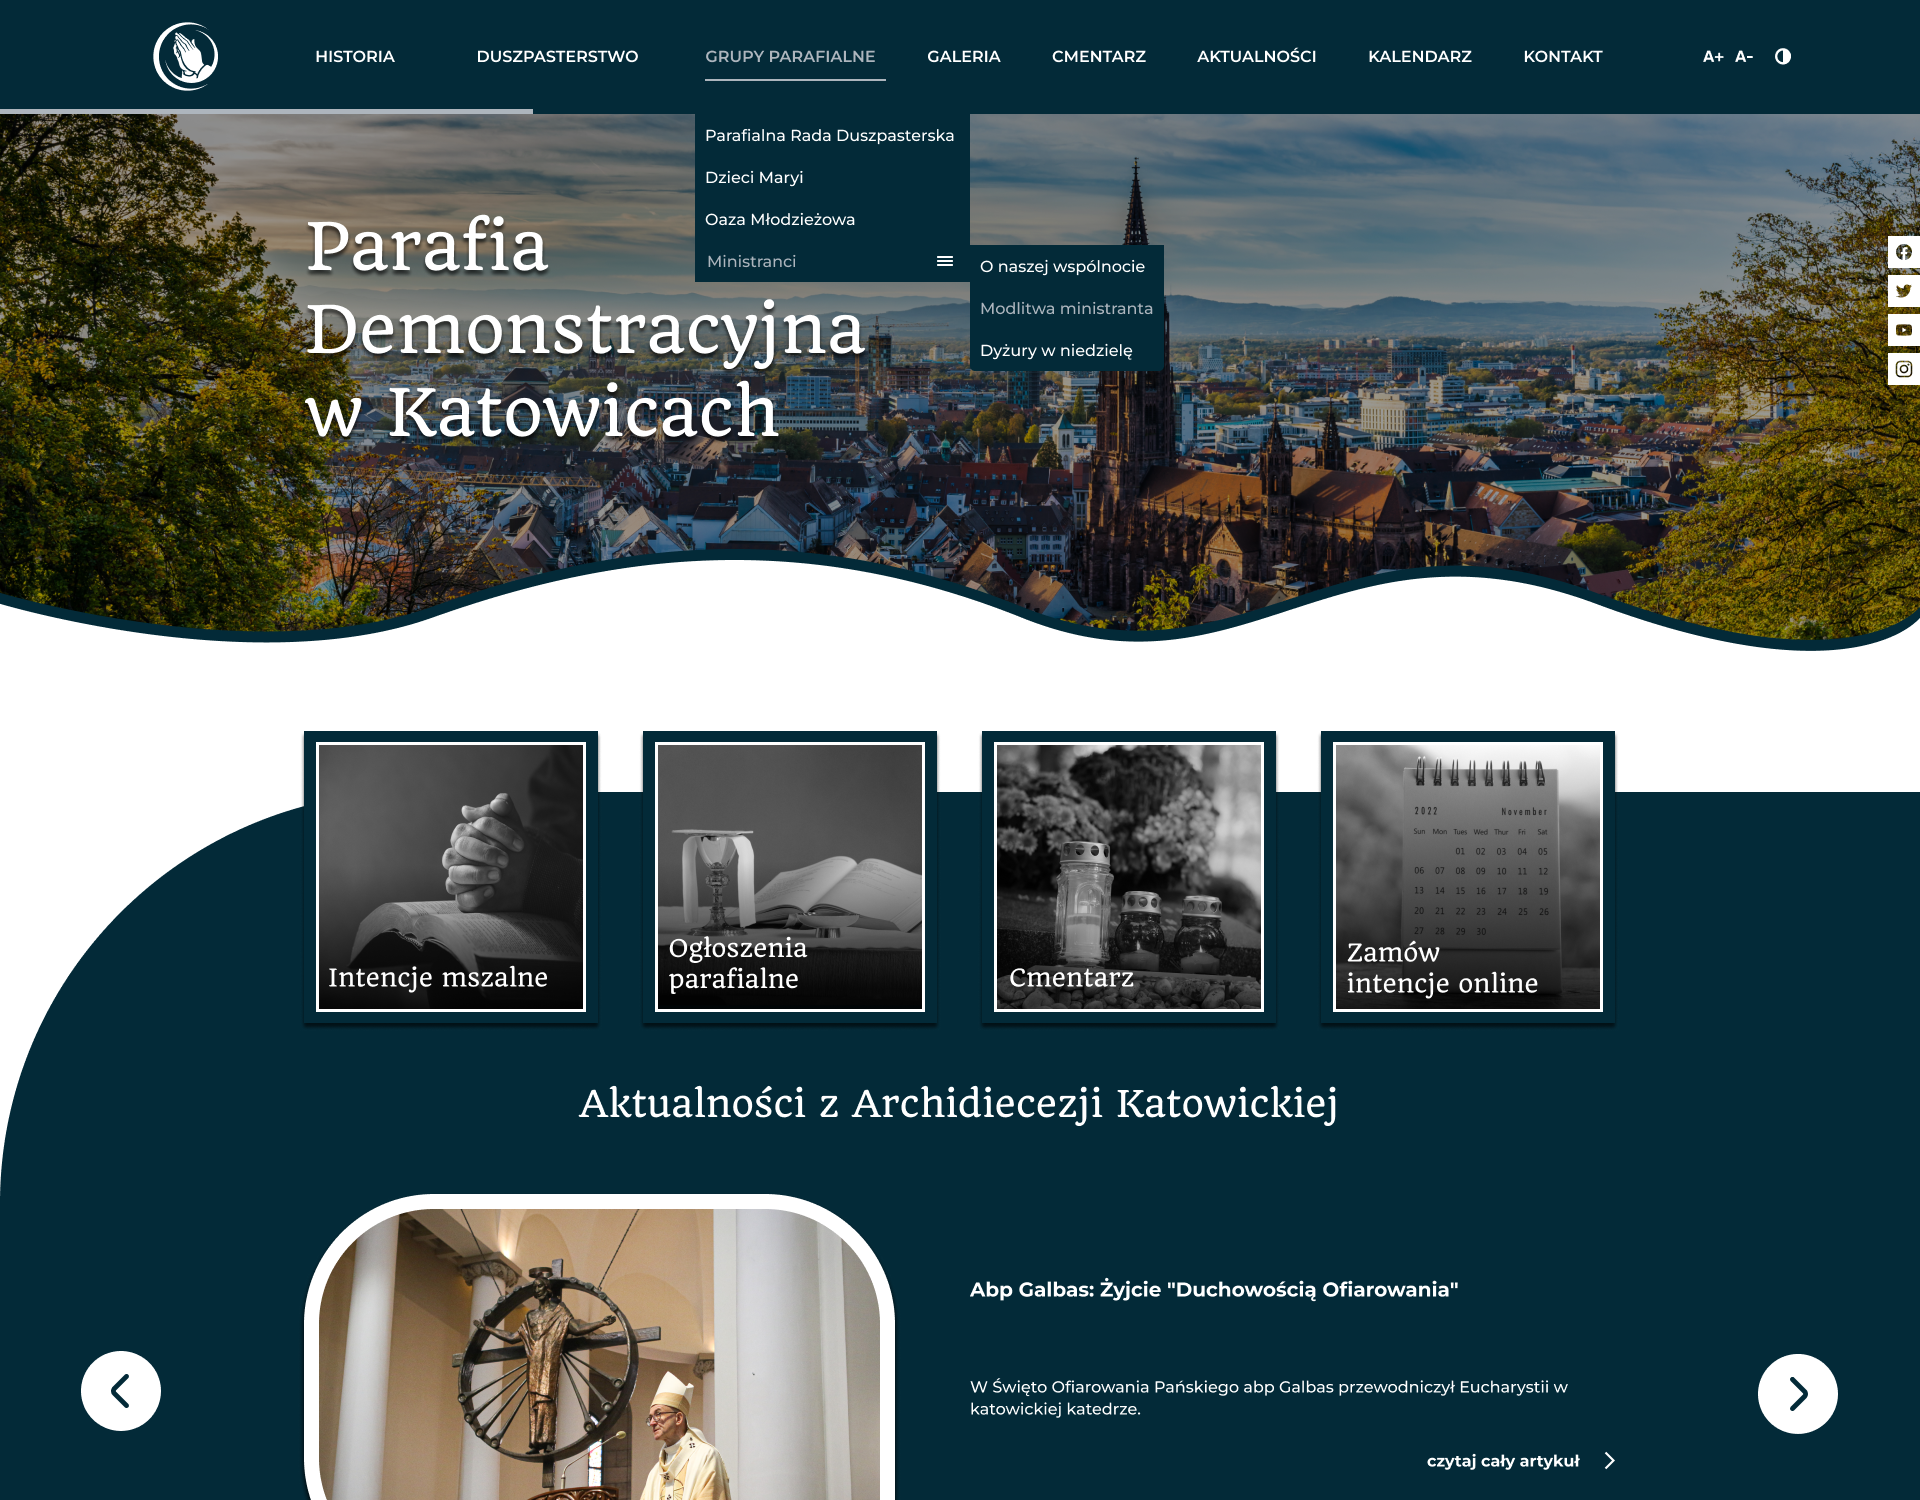 HISTORIA
DUSZPASTERSTWO
GRUPY PARAFIALNE
GALERIA
CMENTARZ
AKTUALNOŚCI
KALENDARZ
KONTAKT
A+ A-
Parafialna Rada Duszpasterska
Dzieci Maryi
Oaza Młodzieżowa
Ministranci
O naszej wspólnocie
Modlitwa ministranta
Dyżury w niedzielę
Parafia
Demonstracyjna
w Katowicach
Intencje mszalne
Ogłoszenia
parafialne
Cmentarz
2022 November
Sun Mon Tues Wed Thur Fri Sat
01 02 03 04 05
06 07 08 09 10 11 12
13 14 15 16 17 18 19
20 21 22 23 24 25 26
27 28 29 30
Zamów
intencje online
Aktualności z Archidiecezji Katowickiej
Abp Galbas: Żyjcie "Duchowością Ofiarowania"
W Święto Ofiarowania Pańskiego abp Galbas przewodniczył Eucharystii w
katowickiej katedrze.
czytaj cały artykuł